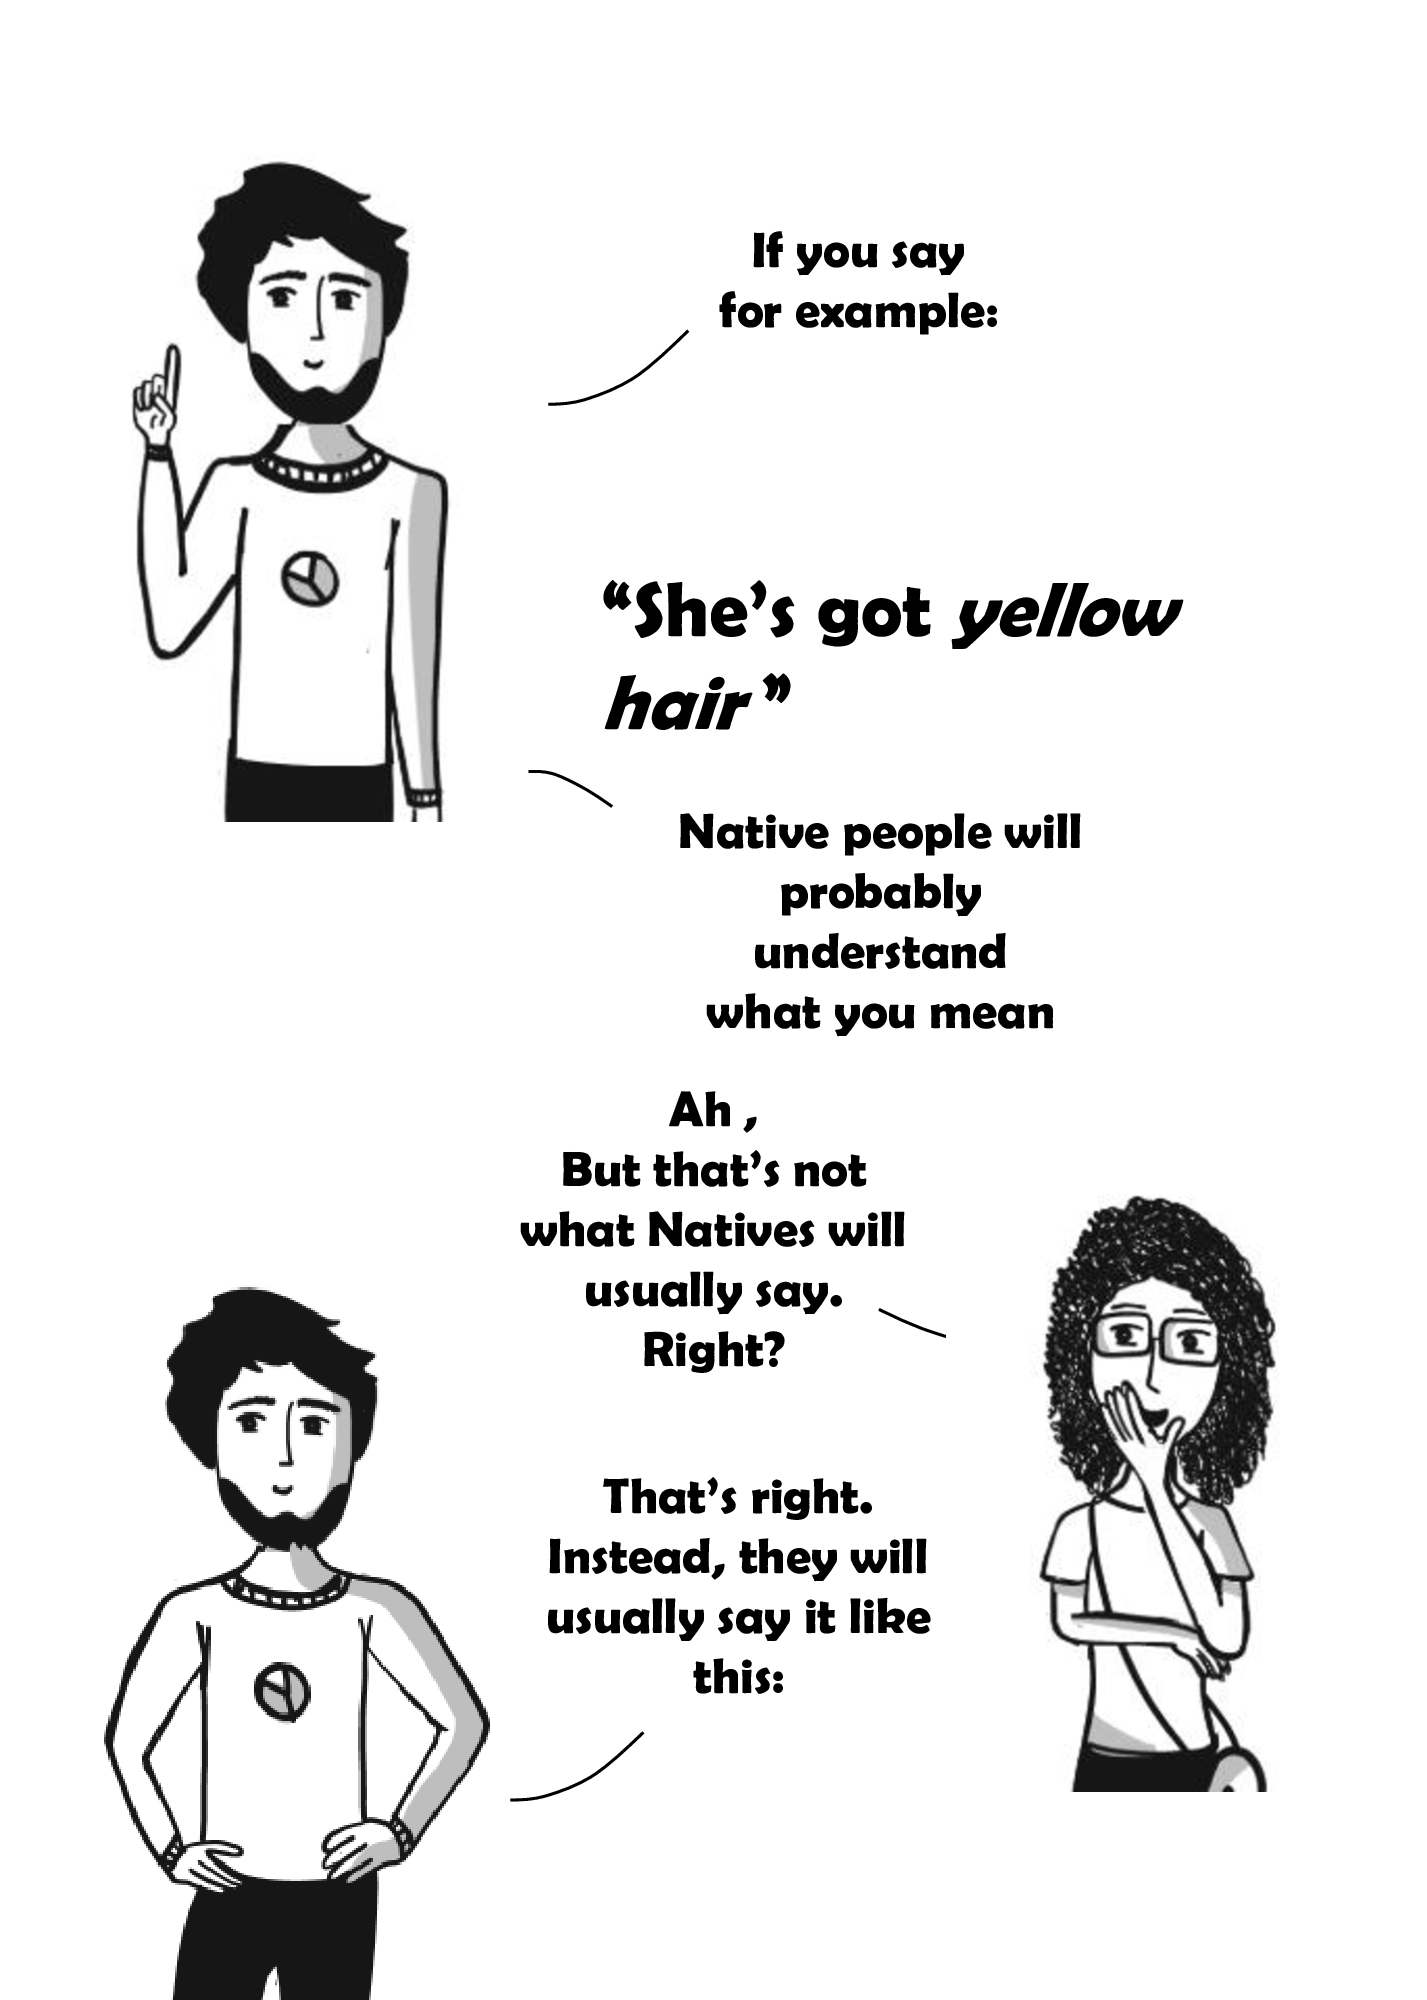 If you say
for example:
“She’s got yellow
hair ”
Native people will
probably
understand
what you mean
Ah ,
But that’s not
what Natives will
usually say.
Right?
That’s right.
Instead, they will
usually say it like
this: